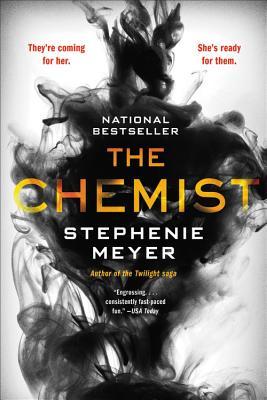 They're coming
for her.
She's ready
for them.
NATIONAL
BESTSELLER
THE
CHEMIST
STEPHENIE
MEYER
Author of the Twilight saga
"Engrossing. . . .
consistently fast-paced
fun." —USA Today